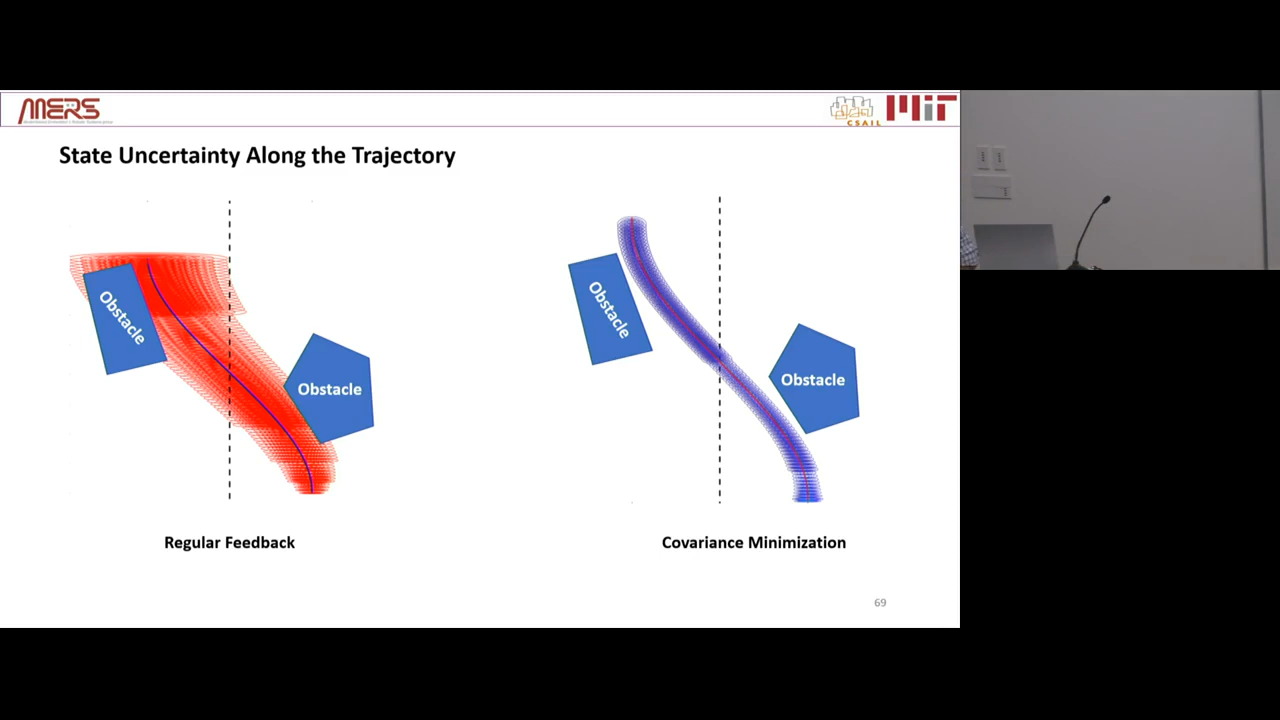 MERS
CSAIL
MIT
State Uncertainty Along the Trajectory
Obstacle
Obstacle
Obstacle
Obstacle
Regular Feedback
Covariance Minimization
69